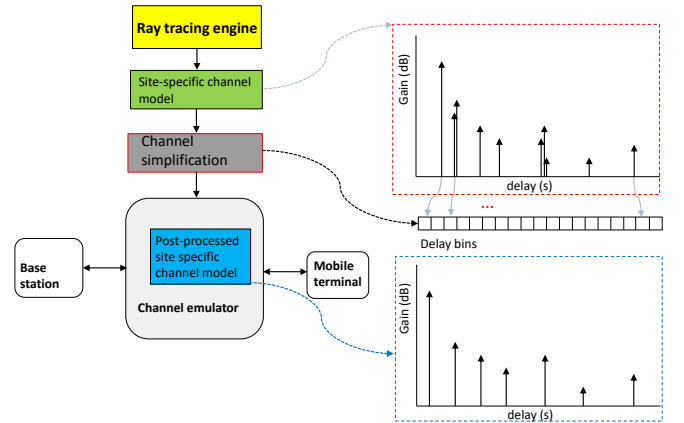 Ray tracing engine
Site-specific channel
model
Channel
simplification
Post-processed
site specific
channel model
Channel emulator
Base
station
Mobile
terminal
Gain (dB)
delay (s)
...
Delay bins
Gain (dB)
delay (s)